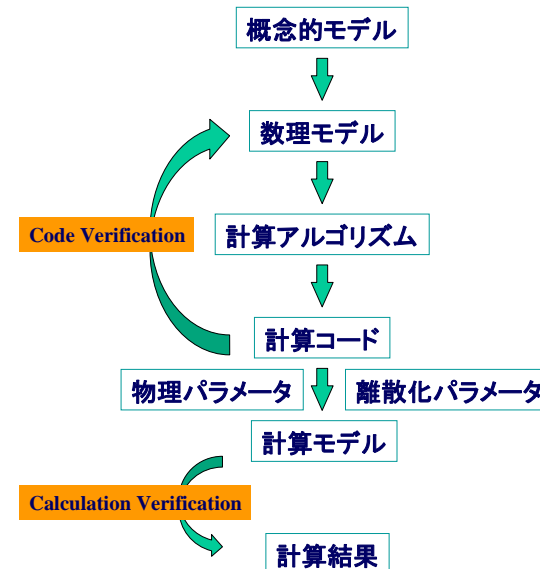 概念的モデル
数理モデル
Code Verification
計算アルゴリズム
計算コード
物理パラメータ
離散化パラメータ
計算モデル
Calculation Verification
計算結果